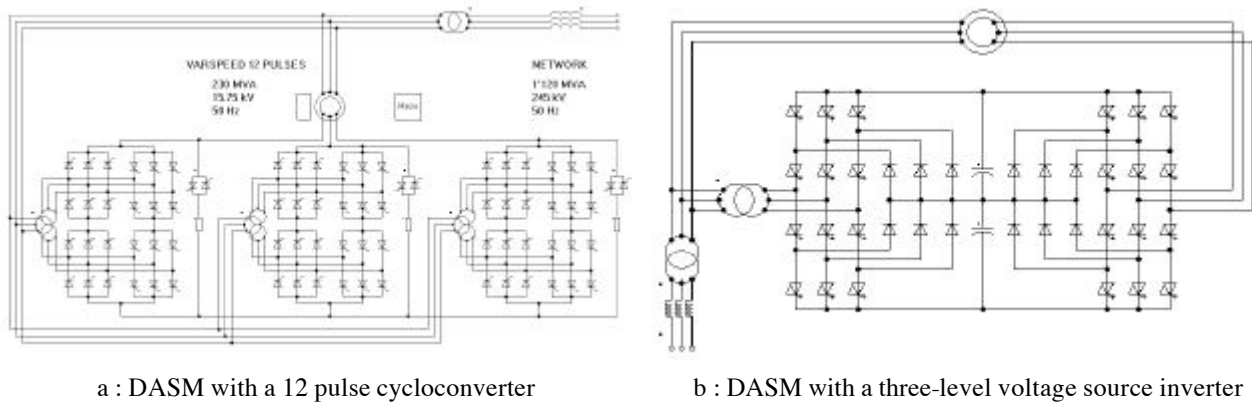 VARSPEED 12 PULSES
230 MVA
15.75 kV
50 Hz
NETWORK
1'120 MVA
245 kV
50 Hz
a : DASM with a 12 pulse cycloconverter
b : DASM with a three-level voltage source inverter